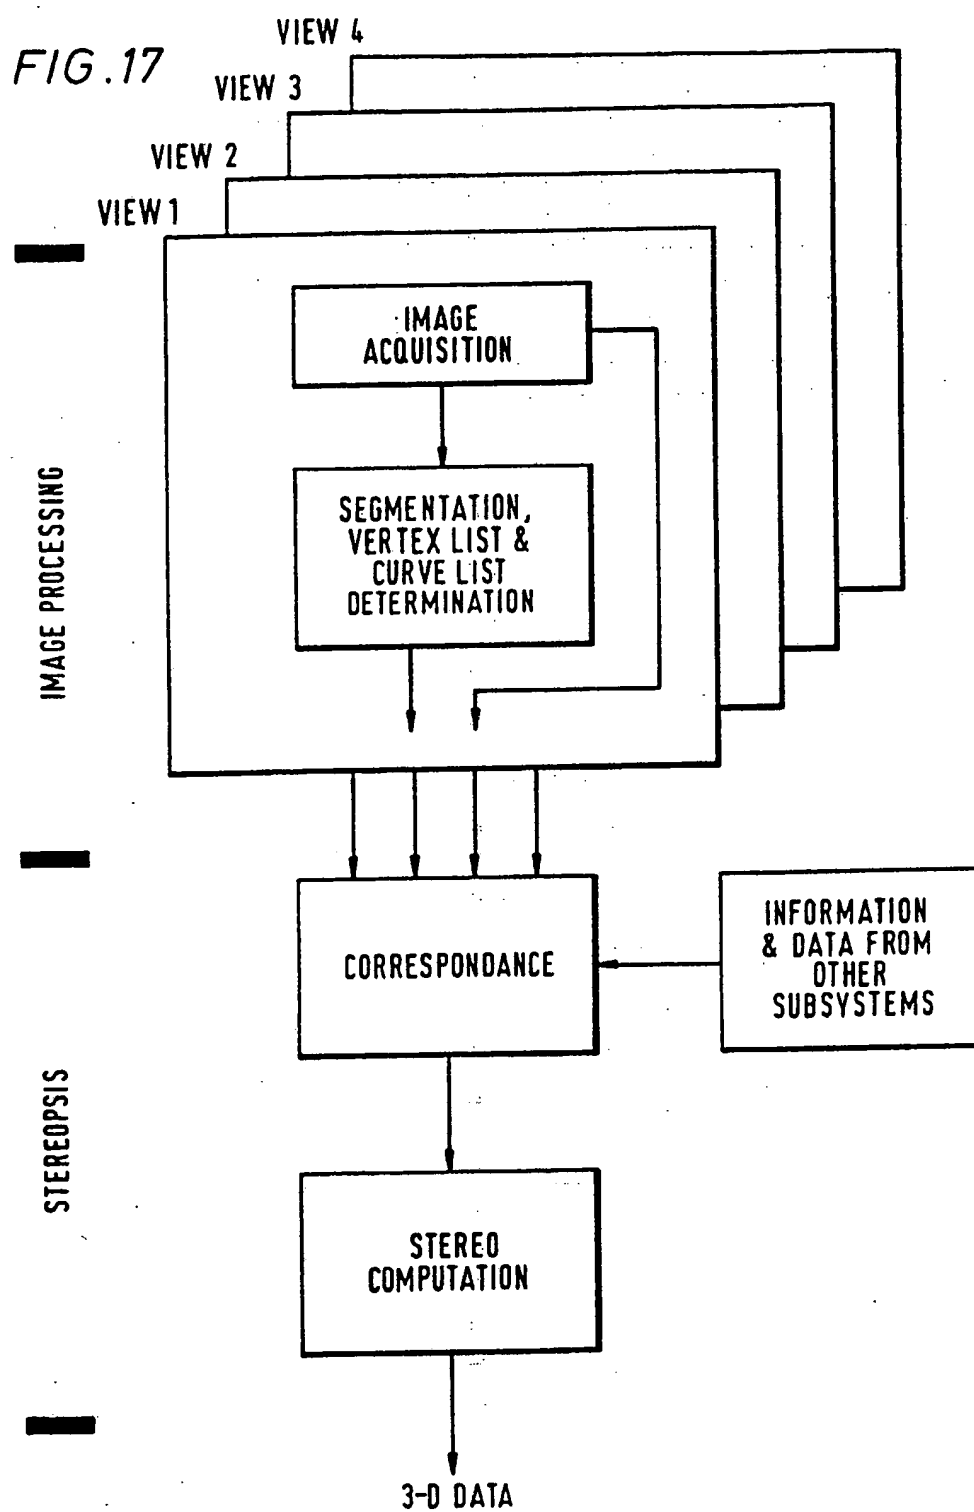 FIG.17
VIEW 4
VIEW 3
VIEW 2
VIEW 1
IMAGE
ACQUISITION
SEGMENTATION,
VERTEX LIST &
CURVE LIST
DETERMINATION
IMAGE PROCESSING
CORRESPONDANCE
INFORMATION
& DATA FROM
OTHER
SUBSYSTEMS
STEREOPSIS
STEREO
COMPUTATION
3-D DATA